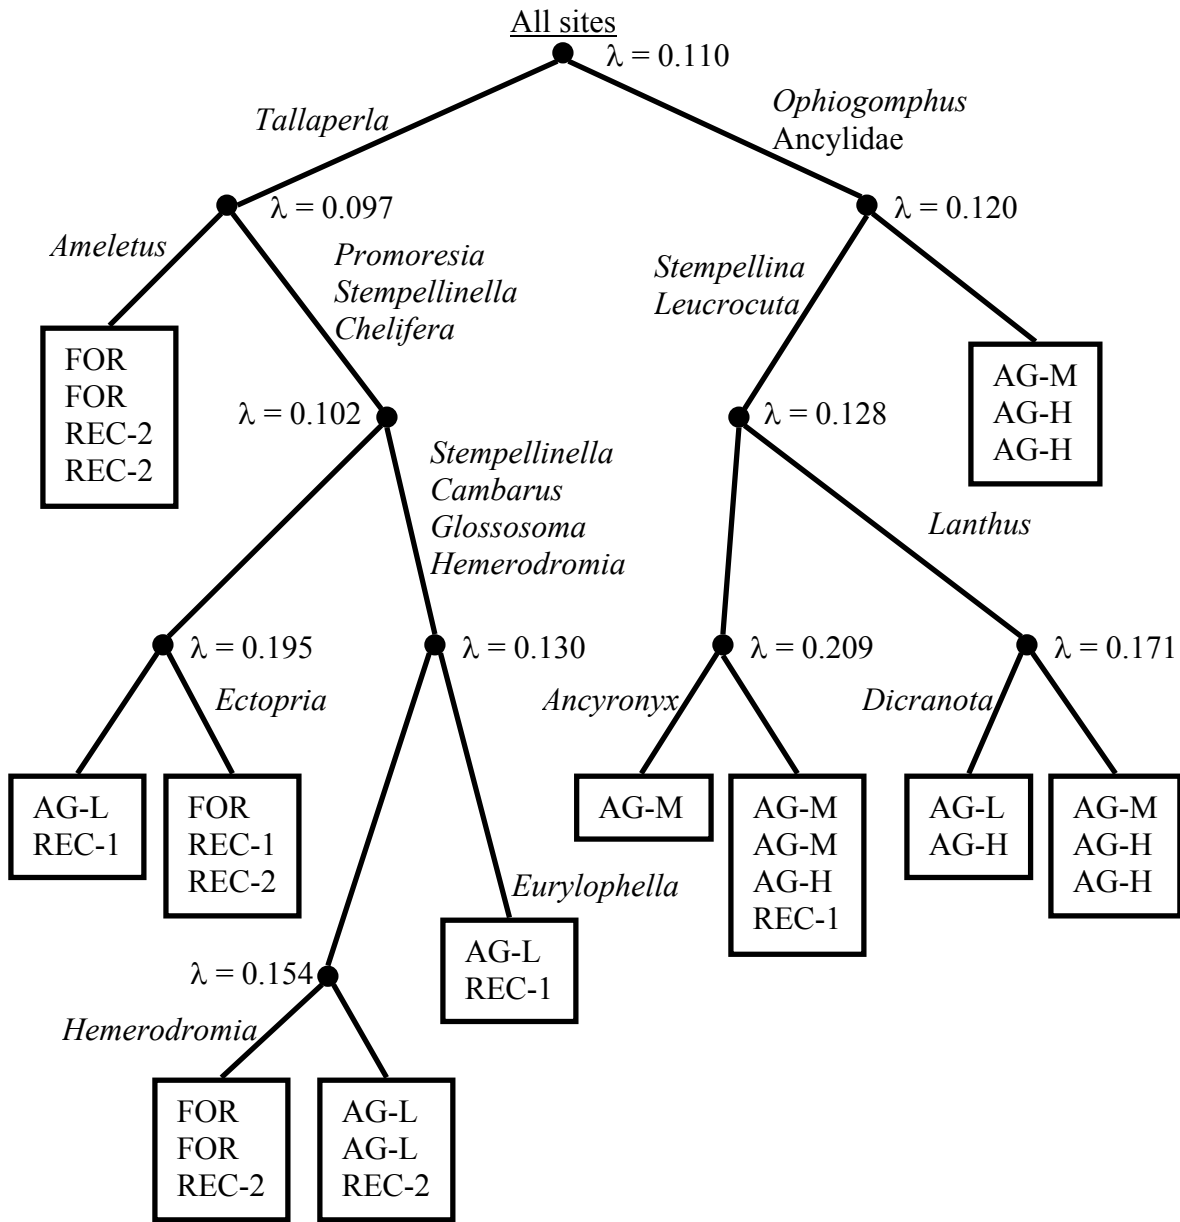 All sites
λ = 0.110
Tallaperla
Ophiogomphus
Ancylidae
λ = 0.097
λ = 0.120
Ameletus
Promoresia
Stempellinella
Chelifera
Stempellina
Leucrocuta
FOR
FOR
REC-2
REC-2
AG-M
AG-H
AG-H
λ = 0.102
λ = 0.128
Stempellinella
Cambarus
Glossosoma
Hemerodromia
Lanthus
λ = 0.195
λ = 0.130
λ = 0.209
λ = 0.171
Ectopria
Ancyronyx
Dicranota
AG-L
REC-1
FOR
REC-1
REC-2
AG-M
AG-M
AG-M
AG-H
REC-1
AG-L
AG-H
AG-M
AG-H
AG-H
Eurylophella
AG-L
REC-1
λ = 0.154
Hemerodromia
FOR
FOR
REC-2
AG-L
AG-L
REC-2